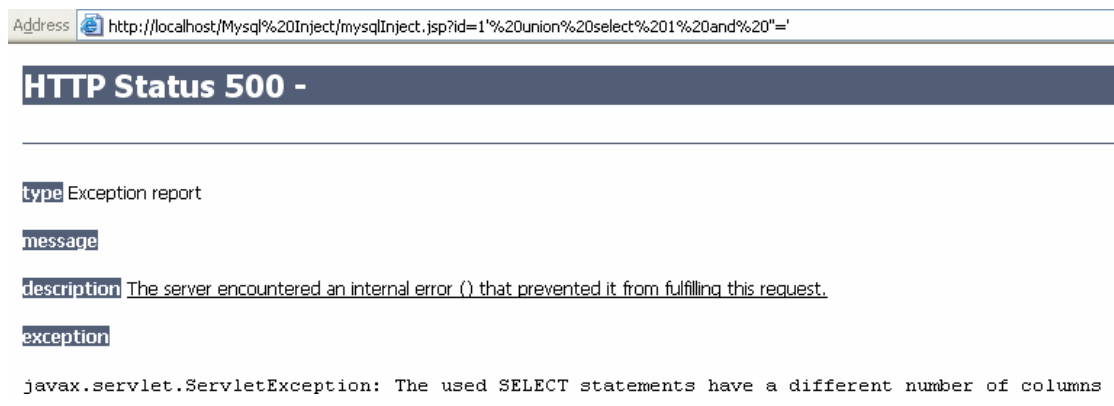 Address http://localhost/Mysql%20Inject/mysqlInject.jsp?id=1'%20union%20select%201%20and%20''='
HTTP Status 500 -
type Exception report
message
description The server encountered an internal error () that prevented it from fulfilling this request.
exception
javax.servlet.ServletException: The used SELECT statements have a different number of columns